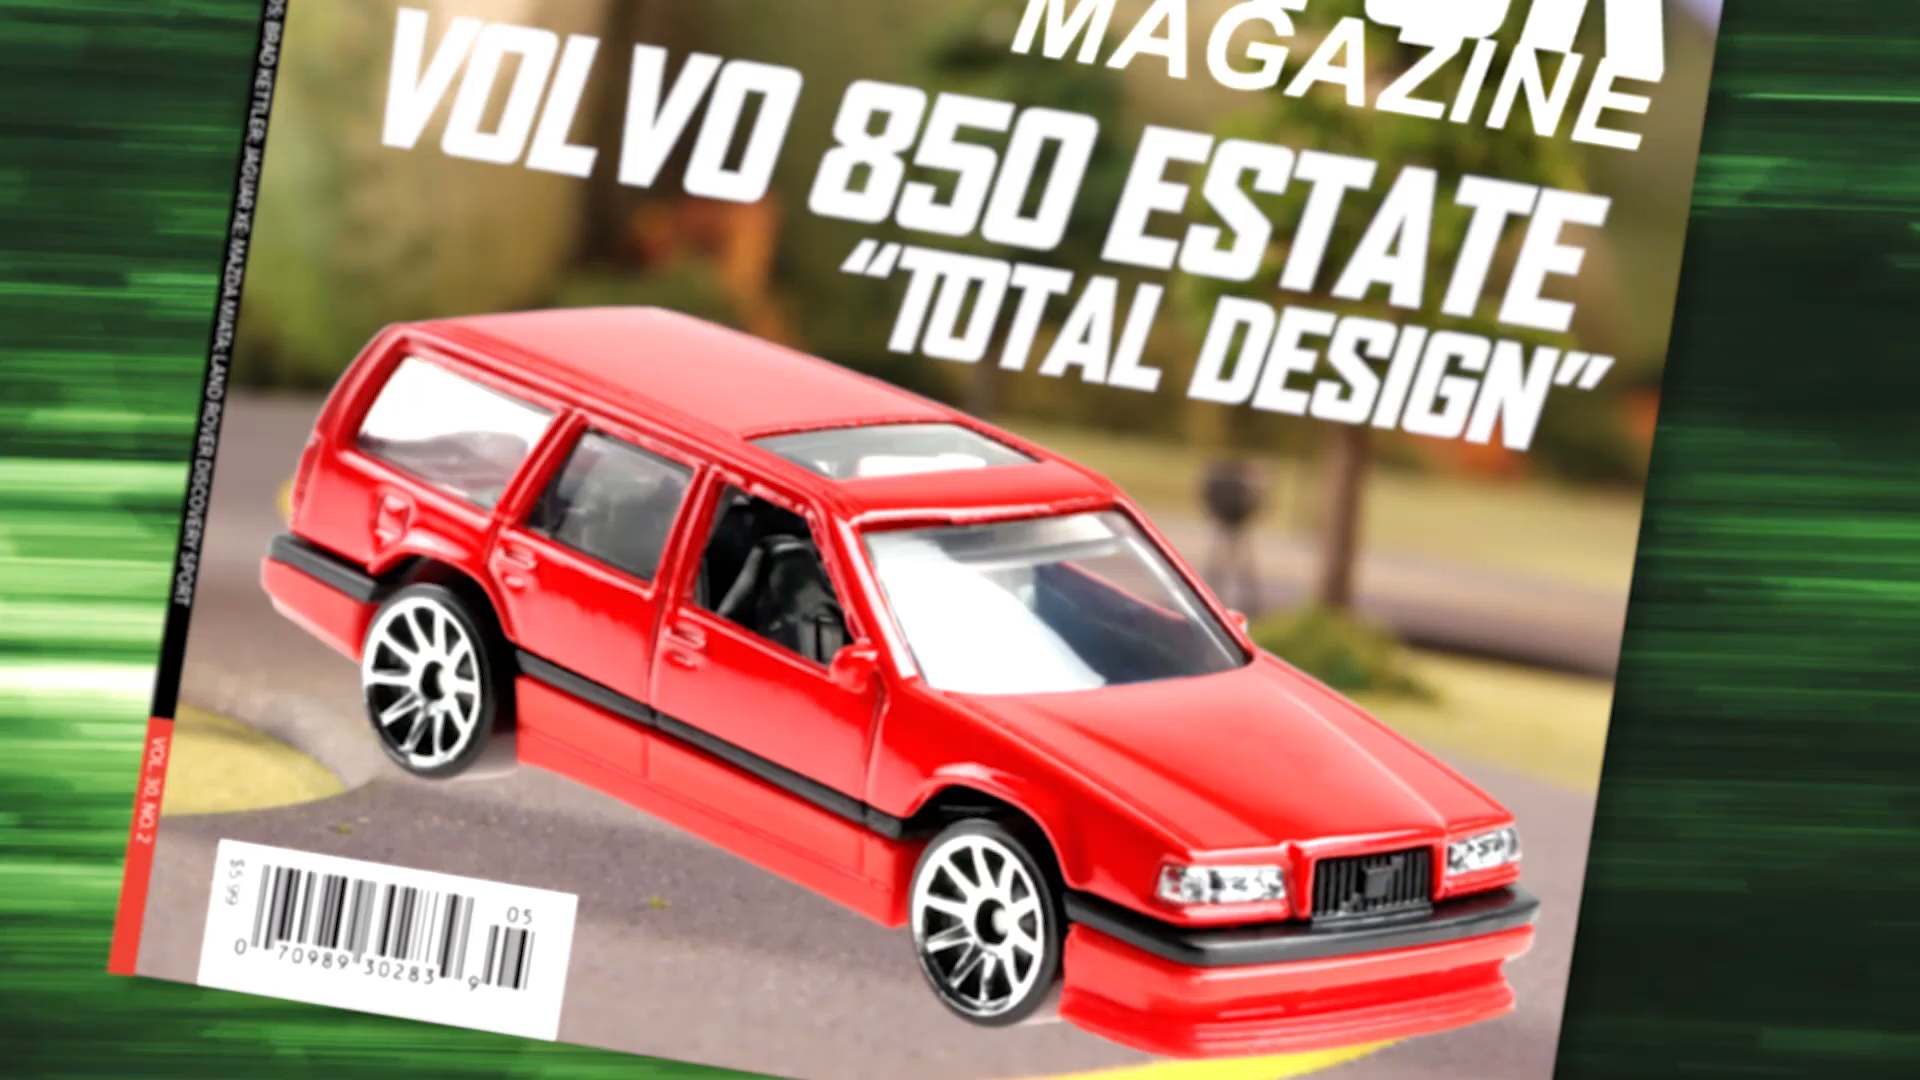 MAGAZINE
VOLVO 850 ESTATE
“TOTAL DESIGN”
BRAD KETTLER: JAGUAR XE: MAZDA MIATA: LAND ROVER DISCOVERY SPORT
VOL. 30, NO. 2
$5.99
05
0 70989 30283 9